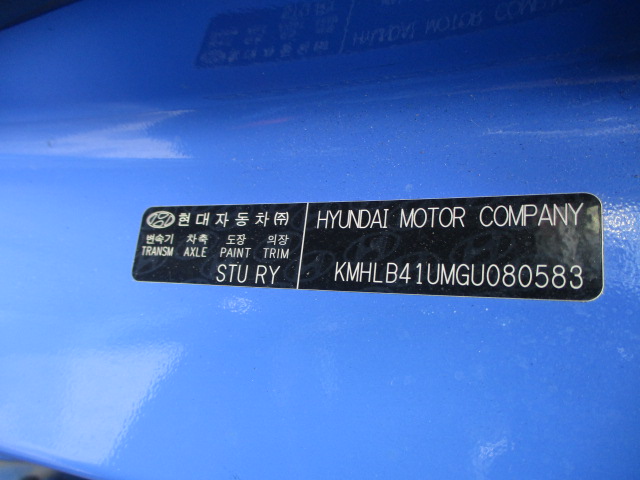 현대자동차㈜
변속기 차축 도장 의장
TRANSM AXLE PAINT TRIM
STU RY
HYUNDAI MOTOR COMPANY
KMHLB41UMGU080583